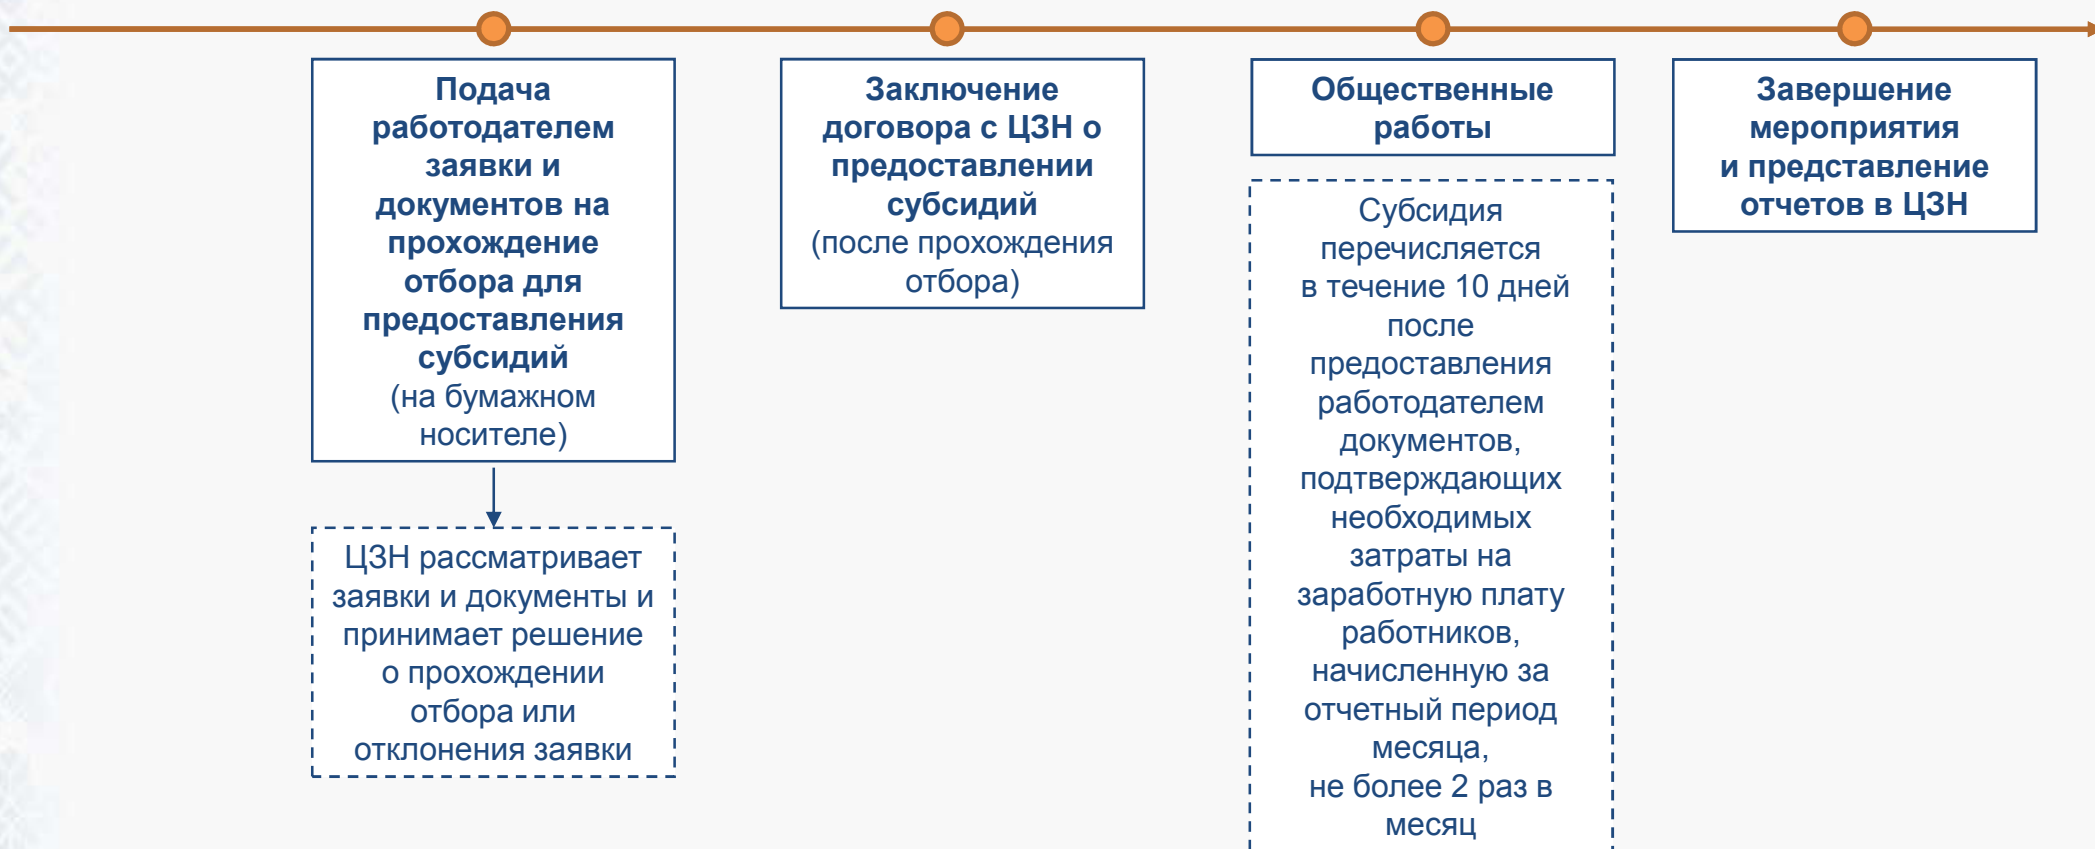 Подача
работодателем
заявки и
документов на
прохождение
отбора для
предоставления
субсидий
(на бумажном
носителе)
ЦЗН рассматривает
заявки и документы и
принимает решение
о прохождении
отбора или
отклонения заявки
Заключение
договора с ЦЗН о
предоставлении
субсидий
(после прохождения
отбора)
Общественные
работы
Субсидия
перечисляется
в течение 10 дней
после
предоставления
работодателем
документов,
подтверждающих
необходимых
затраты на
заработную плату
работников,
начисленную за
отчетный период
месяца,
не более 2 раз в
месяц
Завершение
мероприятия
и представление
отчетов в ЦЗН